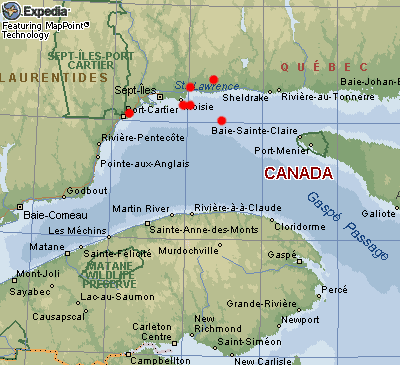 Expedia®
Featuring MapPoint®
Technology
SEPT-ÎLES-PORT
CARTIER
LAURENTIDES
QUÉBEC
St. Lawrence
Sept-Îles
Moisie
Sheldrake
Rivière-au-Tonnerre
Baie-Johan-B
Port-Cartier
Baie-Sainte-Claire
Rivière-Pentecôte
Port-Menier
Pointe-aux-Anglais
CANADA
Godbout
Baie-Comeau
Martin River
Rivière-à-à-Claude
Gaspé Passage
Galiote
Les Méchins
Sainte-Anne-des-Monts
Cloridorme
Matane
Sainte-Félicité
Murdochville
Gaspé
MATANE
WILDLIFE
PRESERVE
Mont-Joli
Sayabec
Lac-au-Saumon
Percé
Causapscal
Grande-Rivière
Carleton
Centre
New
Richmond
Newport
Saint-Siméon
Campbellton
New Carlisle